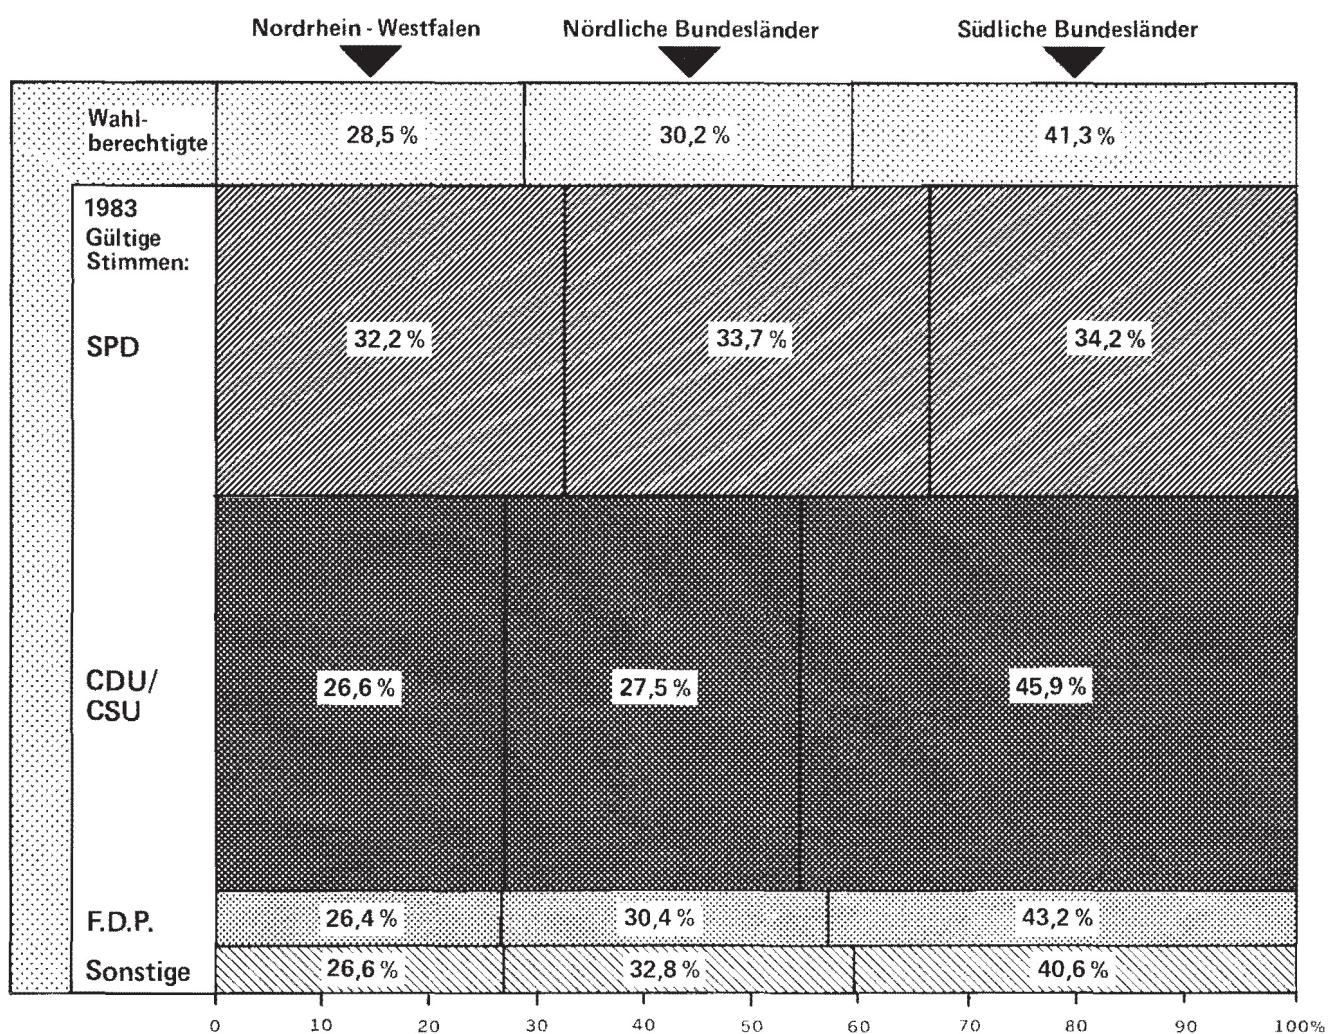 Nordrhein - Westfalen Nördliche Bundesländer Südliche Bundesländer
Wahl-
berechtigte
28,5 % 30,2 % 41,3 %
1983
Gültige
Stimmen:
SPD 32,2 % 33,7 % 34,2 %
CDU/
CSU
26,6 % 27,5 % 45,9 %
F.D.P. 26,4 % 30,4 % 43,2 %
Sonstige 26,6 % 32,8 % 40,6 %
0 10 20 30 40 50 60 70 80 90 100%